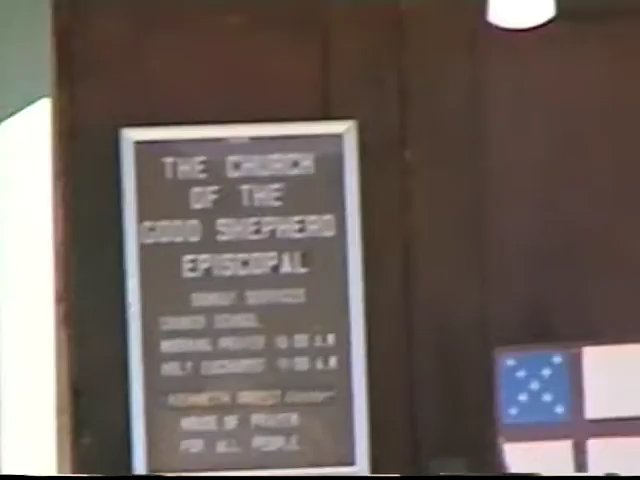 THE CHURCH
OF THE
GOOD SHEPHERD
EPISCOPAL
SUNDAY SERVICES
CHURCH SCHOOL
MORNING PRAYER
HOLY EUCHARIST
HOUSE OF PRAYER
FOR ALL PEOPLE